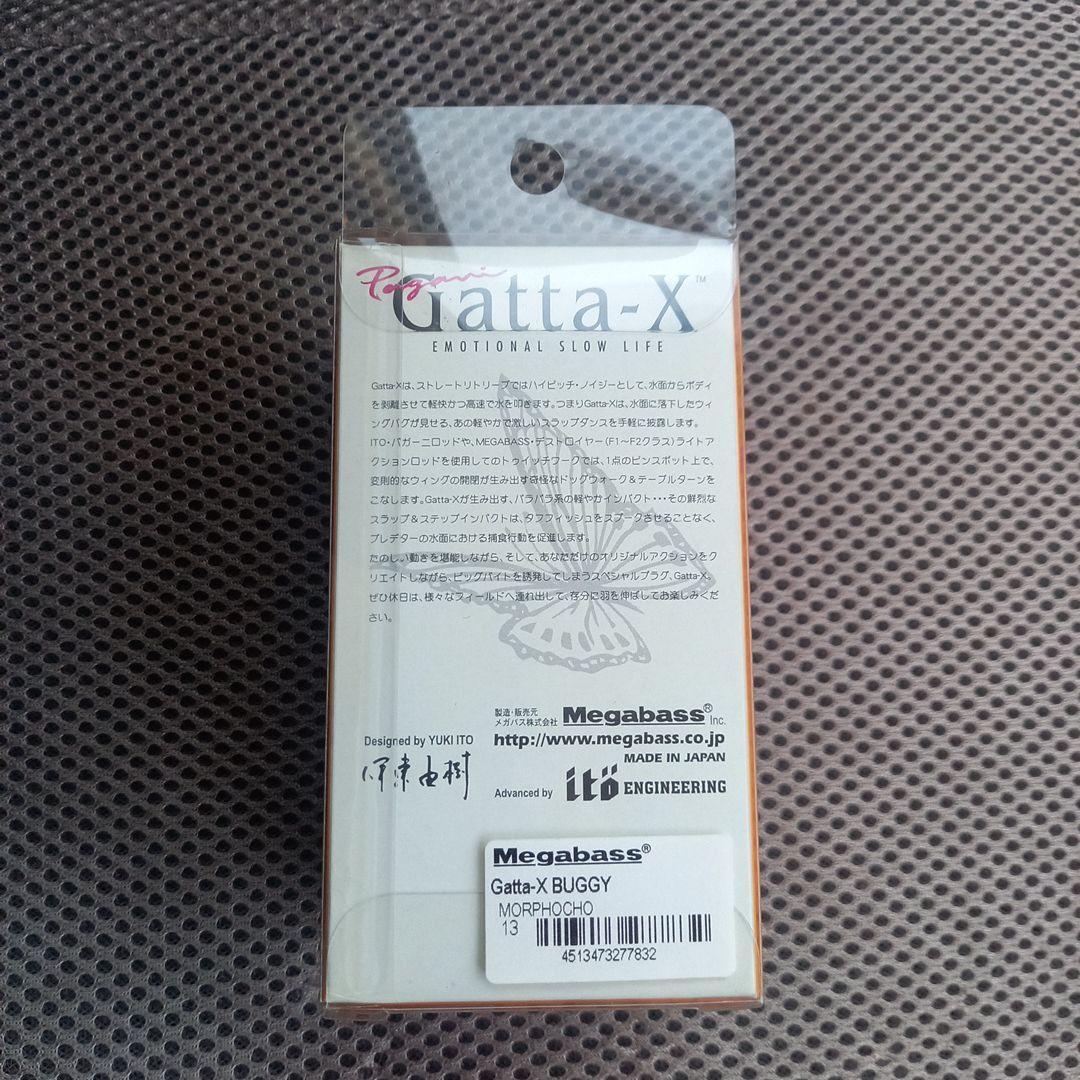 Pagani
Gatta-X™
EMOTIONAL SLOW LIFE
Gatta-Xは、ストレートリトリーブではハイピッチ・ノイジーとして、水面からボディ
を剥離させて軽快かつ高速で水を叩きます。つまりGatta-Xは、水面に落下したウィ
ングバグが見せる、あの軽やかで激しいスラップダンスを手軽に披露します。
ITO・パガーニロッドや、MEGABASS・デストロイヤー(F1〜F2クラス)ライトア
クションロッドを使用してのトゥイッチワークでは、1点のピンスポット上で、
変則的なウィングの開閉が生み出す奇怪なドッグウォーク&テーブルターンを
こなします。Gatta-Xが生み出す、パラパラ系の軽やかインパクト・・・その鮮烈な
スラップ&ステップインパクトは、タフフィッシュをスプークさせることなく、
プレデターの水面における捕食行動を促進します。
たのしい動きを堪能しながら、そして、あなただけのオリジナルアクションをク
リエイトしながら、ビッグバイトを誘発してしまうスペシャルプラグ、Gatta-X。
ぜひ休日は、様々なフィールドへ連れ出して、存分に羽を伸ばしてお楽しみくだ
さい。
製造・販売元
メガバス株式会社 Megabass® Inc.
http://www.megabass.co.jp
MADE IN JAPAN
Designed by YUKI ITO
伊東由樹
Advanced by itö ENGINEERING
Megabass®
Gatta-X BUGGY
MORPHOCHO
13
4513473277832